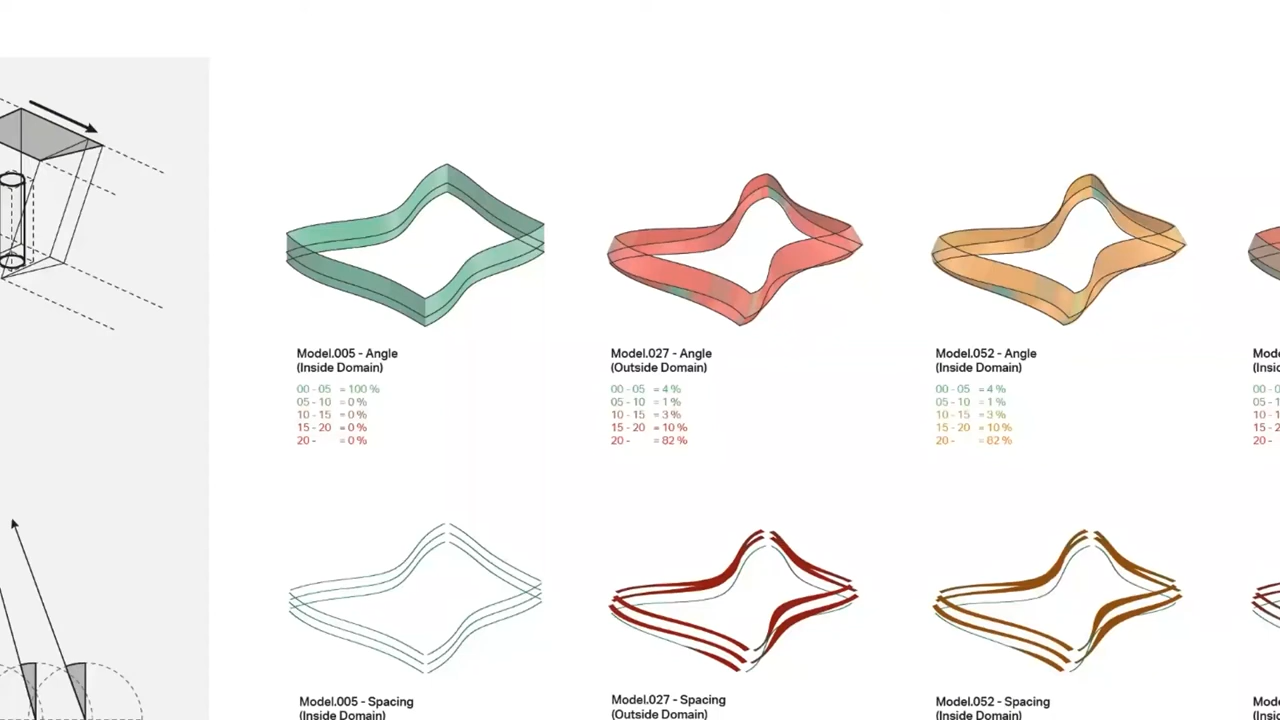 Model.005 - Angle
(Inside Domain)
00 - 05 = 100 %
05 - 10 = 0 %
10 - 15 = 0 %
15 - 20 = 0 %
20 - = 0 %
Model.027 - Angle
(Outside Domain)
00 - 05 = 4 %
05 - 10 = 1 %
10 - 15 = 3 %
15 - 20 = 10 %
20 - = 82 %
Model.052 - Angle
(Inside Domain)
00 - 05 = 4 %
05 - 10 = 1 %
10 - 15 = 3 %
15 - 20 = 10 %
20 - = 82 %
Model.005 - Spacing
(Inside Domain)
Model.027 - Spacing
(Outside Domain)
Model.052 - Spacing
(Inside Domain)